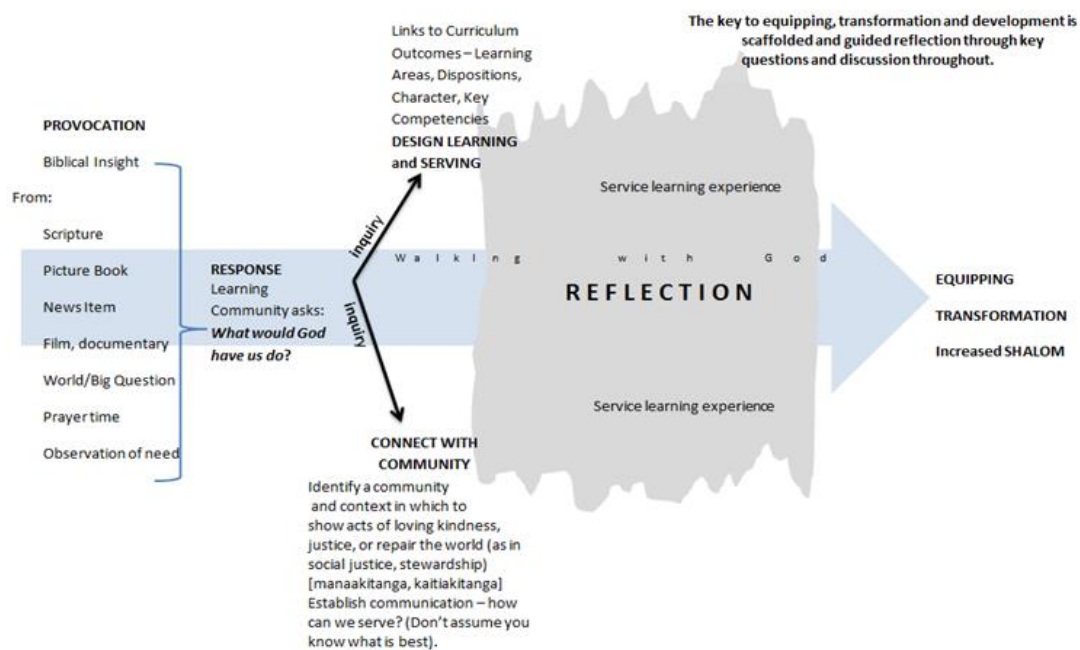 The key to equipping, transformation and development is
scaffolded and guided reflection through key
questions and discussion throughout.
Links to Curriculum
Outcomes – Learning
Areas, Dispositions,
Character, Key
Competencies
DESIGN LEARNING
and SERVING
PROVOCATION
Biblical Insight
From:
Scripture
Picture Book
News Item
Film, documentary
World/Big Question
Prayer time
Observation of need
RESPONSE
Learning
Community asks:
What would God
have us do?
inquiry
inquiry
Walking with God
Service learning experience
REFLECTION
Service learning experience
CONNECT WITH
COMMUNITY
Identify a community
and context in which to
show acts of loving kindness,
justice, or repair the world (as in
social justice, stewardship)
[manaakitanga, kaitiakitanga]
Establish communication – how
can we serve? (Don't assume you
know what is best).
EQUIPPING
TRANSFORMATION
Increased SHALOM